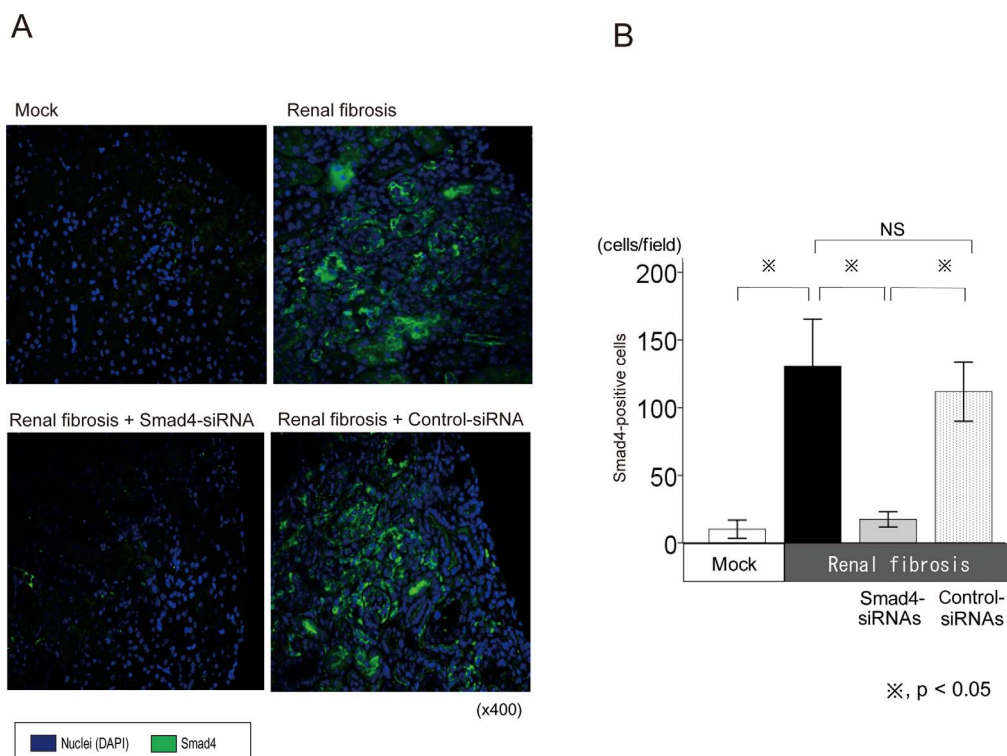 A
Mock
Renal fibrosis
Renal fibrosis + Smad4-siRNA
Renal fibrosis + Control-siRNA
(x400)
Nuclei (DAPI) Smad4
B
(cells/field)
NS
※ ※ ※
200
150
100
50
0
Smad4-positive cells
Mock
Renal fibrosis
Smad4-
siRNAs
Control-
siRNAs
※, p < 0.05